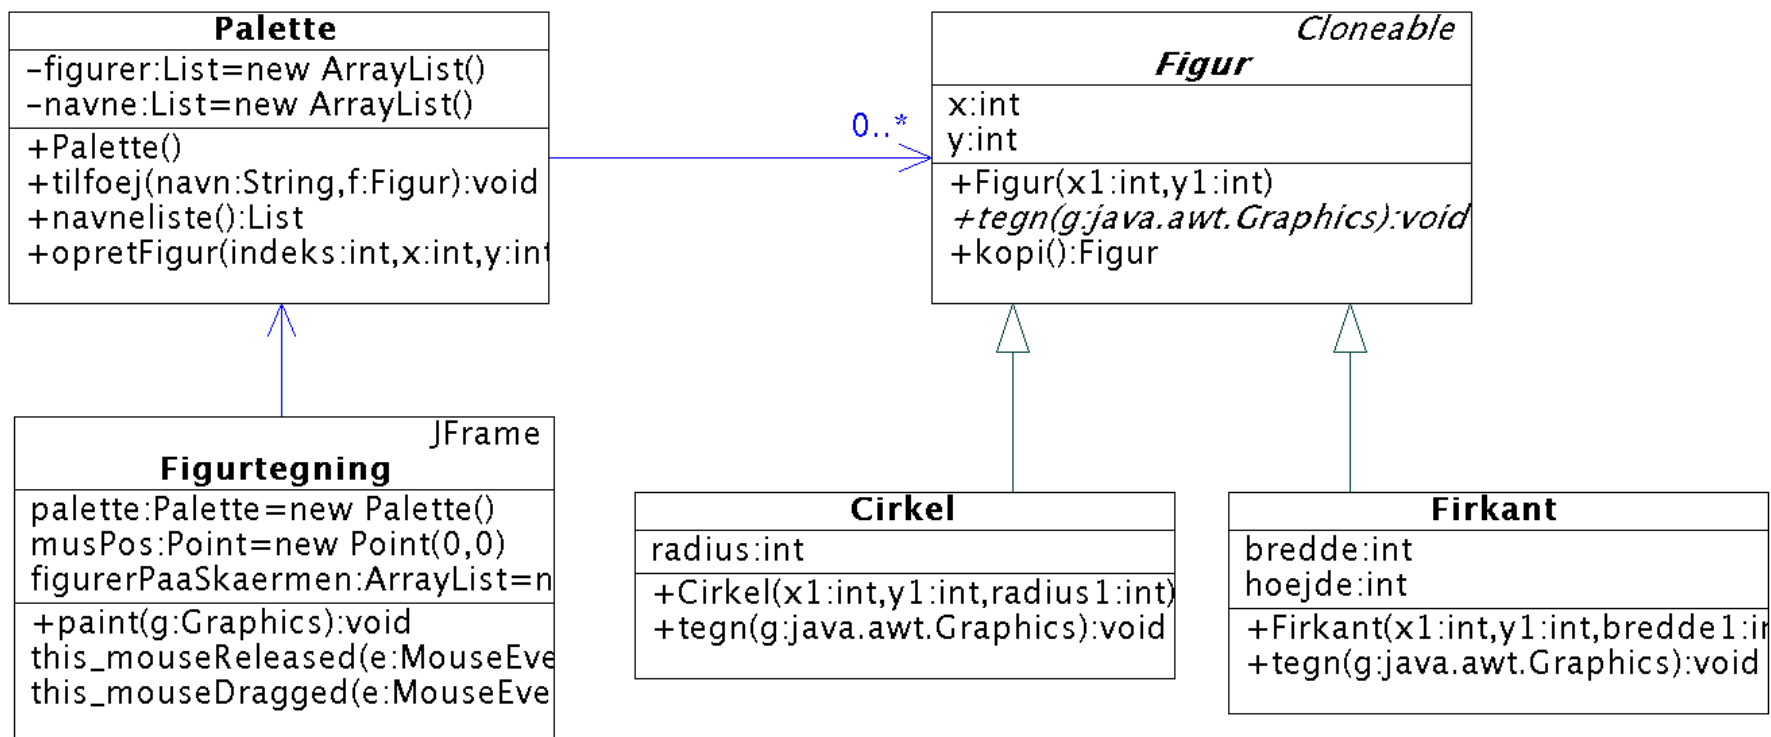 Palette
-figurer:List=new ArrayList()
-navne:List=new ArrayList()
+Palette()
+tilfoej(navn:String,f:Figur):void
+navneliste():List
+opretFigur(indeks:int,x:int,y:int
0..*
Cloneable
Figur
x:int
y:int
+Figur(x1:int,y1:int)
+tegn(g:java.awt.Graphics):void
+kopi():Figur
JFrame
Figurtegning
palette:Palette=new Palette()
musPos:Point=new Point(0,0)
figurerPaaSkaermen:ArrayList=n
+paint(g:Graphics):void
this_mouseReleased(e:MouseEve
this_mouseDragged(e:MouseEve
Cirkel
radius:int
+Cirkel(x1:int,y1:int,radius1:int)
+tegn(g:java.awt.Graphics):void
Firkant
bredde:int
hoejde:int
+Firkant(x1:int,y1:int,bredde1:in
+tegn(g:java.awt.Graphics):void